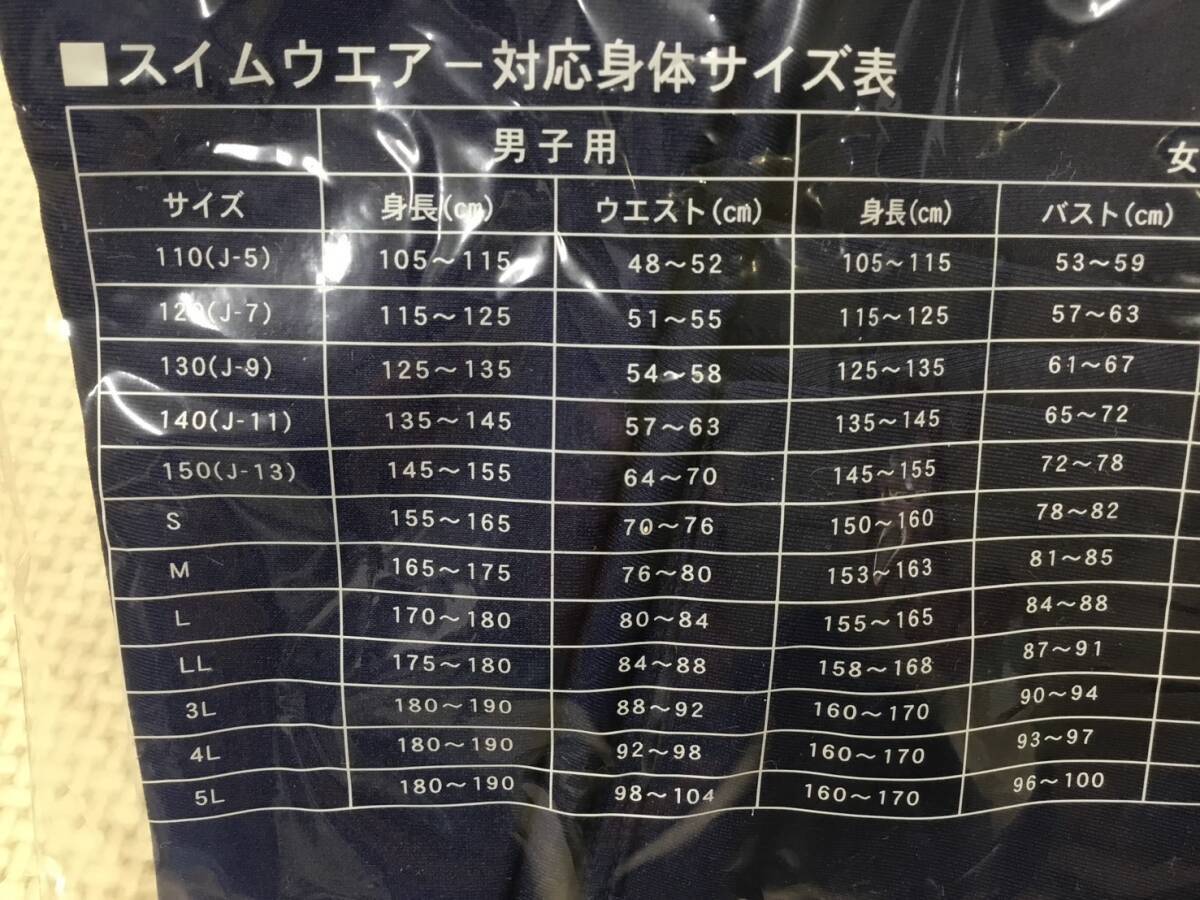 ■スイムウエアー対応身体サイズ表
男子用 女
サイズ 身長(㎝) ウエスト(㎝) 身長(㎝) バスト(㎝)
110(J-5) 105～115 48～52 105～115 53～59
120(J-7) 115～125 51～55 115～125 57～63
130(J-9) 125～135 54～58 125～135 61～67
140(J-11) 135～145 57～63 135～145 65～72
150(J-13) 145～155 64～70 145～155 72～78
S 155～165 70～76 150～160 78～82
M 165～175 76～80 153～163 81～85
L 170～180 80～84 155～165 84～88
LL 175～180 84～88 158～168 87～91
3L 180～190 88～92 160～170 90～94
4L 180～190 92～98 160～170 93～97
5L 180～190 98～104 160～170 96～100